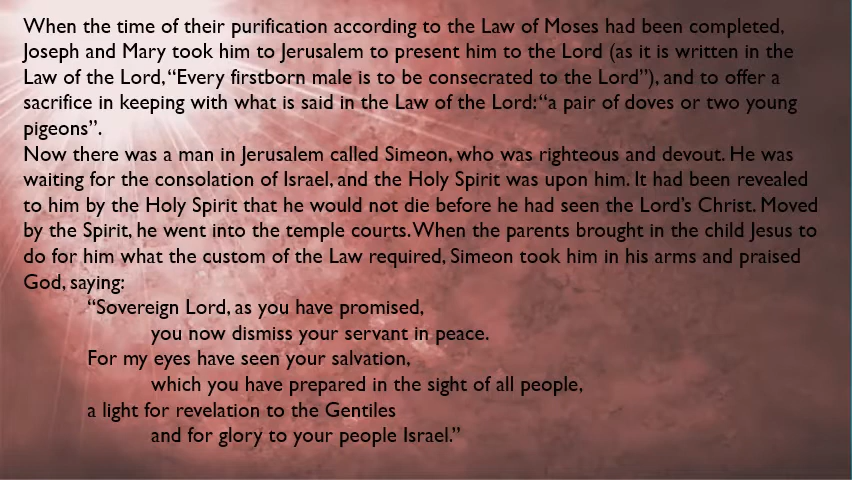 When the time of their purification according to the Law of Moses had been completed,
Joseph and Mary took him to Jerusalem to present him to the Lord (as it is written in the
Law of the Lord, “Every firstborn male is to be consecrated to the Lord”), and to offer a
sacrifice in keeping with what is said in the Law of the Lord: “a pair of doves or two young
pigeons”.
Now there was a man in Jerusalem called Simeon, who was righteous and devout. He was
waiting for the consolation of Israel, and the Holy Spirit was upon him. It had been revealed
to him by the Holy Spirit that he would not die before he had seen the Lord’s Christ. Moved
by the Spirit, he went into the temple courts. When the parents brought in the child Jesus to
do for him what the custom of the Law required, Simeon took him in his arms and praised
God, saying:
“Sovereign Lord, as you have promised,
you now dismiss your servant in peace.
For my eyes have seen your salvation,
which you have prepared in the sight of all people,
a light for revelation to the Gentiles
and for glory to your people Israel.”